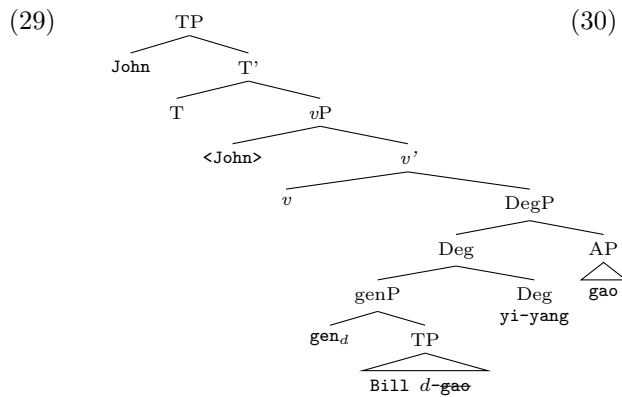 (29) TP (30)
John T'
T vP
<John> v'
v DegP
Deg AP
genP Deg gao
yi-yang
gen_d TP
Bill d-gao